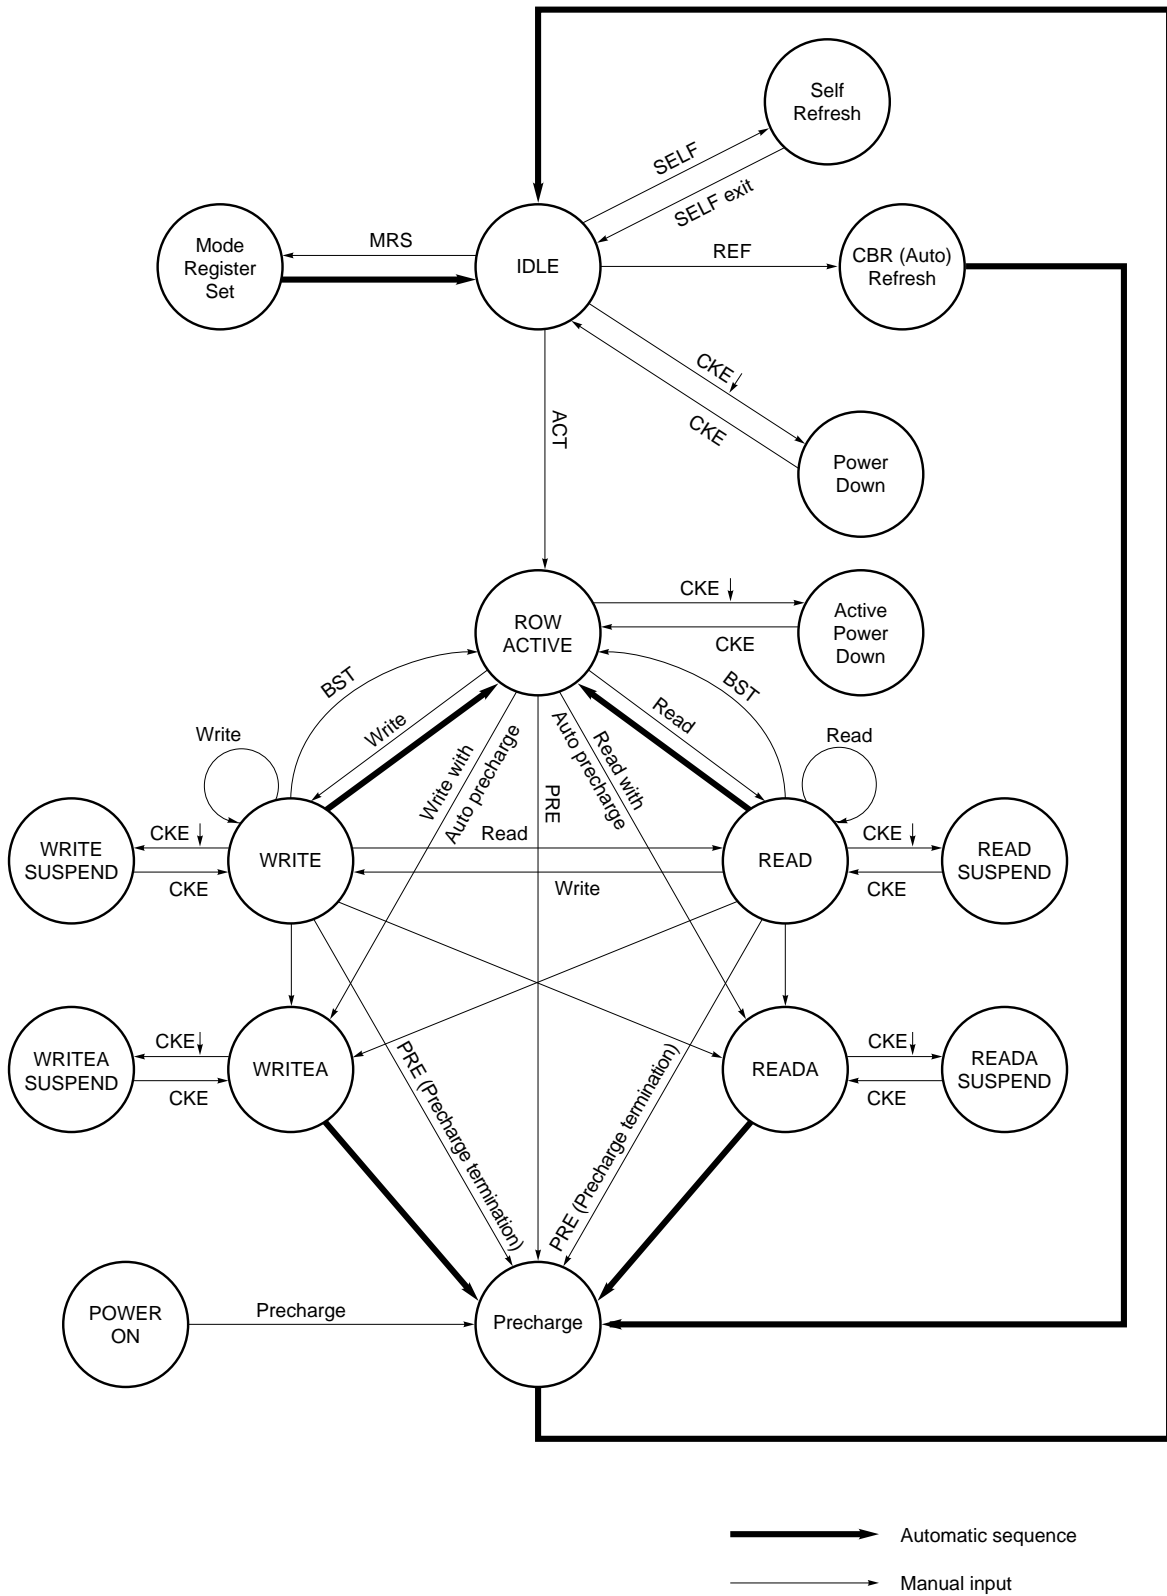 Self
Refresh
SELF
SELF exit
Mode
Register
Set
MRS
IDLE
REF
CBR (Auto)
Refresh
CKE
CKE
Power
Down
ACT
ROW
ACTIVE
CKE
CKE
Active
Power
Down
BST
BST
Write
Write
Write with
Auto precharge
PRE
Read with
Auto precharge
Read
Read
WRITE
SUSPEND
CKE
CKE
WRITE
Read
Write
READ
CKE
CKE
READ
SUSPEND
WRITEA
SUSPEND
CKE
CKE
WRITEA
PRE (Precharge termination)
PRE (Precharge termination)
READA
CKE
CKE
READA
SUSPEND
POWER
ON
Precharge
Precharge
Automatic sequence
Manual input